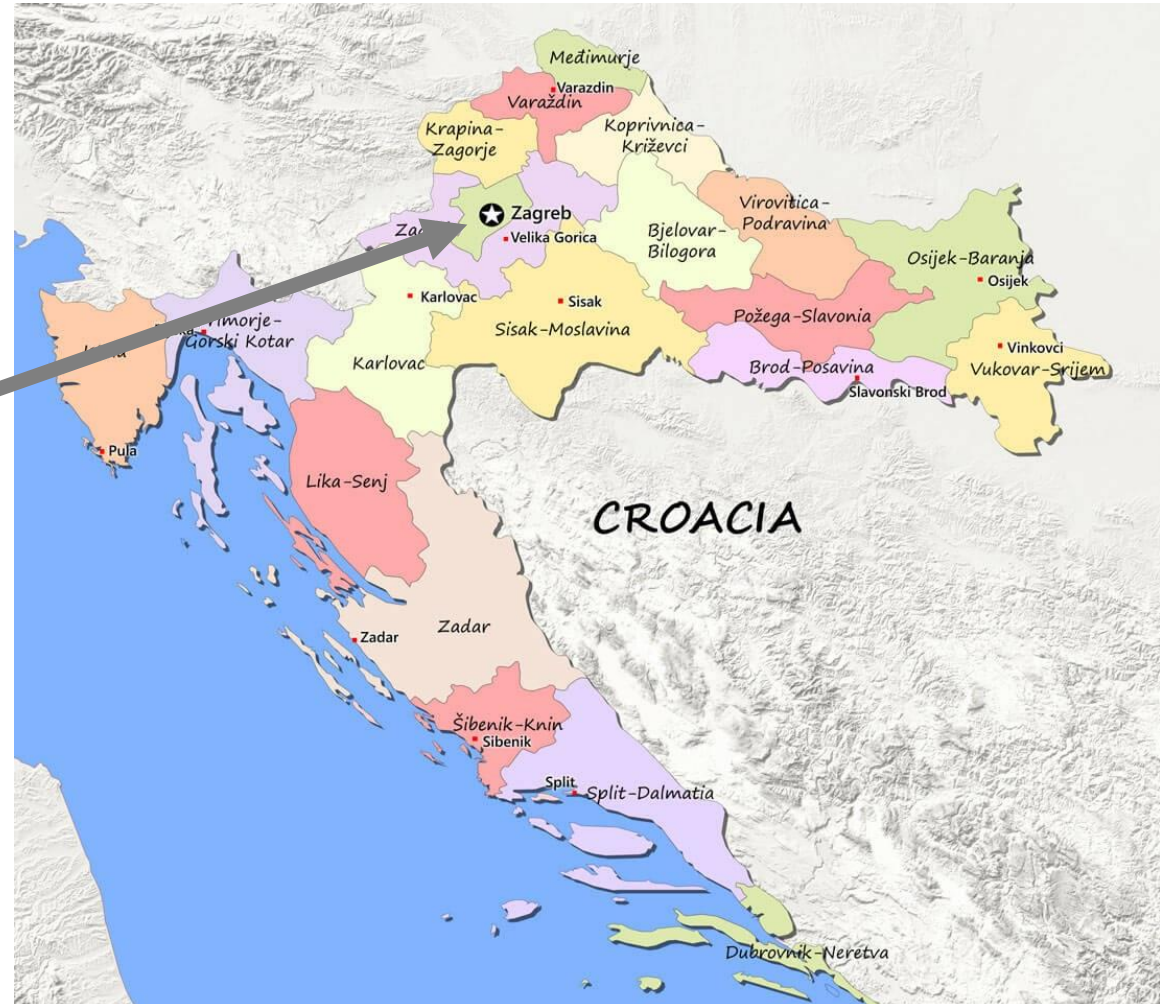 Međimurje
Varazdin
Varaždin
Krapina-
Zagorje
Koprivnica-
Križevci
Zagreb
Velika Gorica
Virovitica-
Podravina
Bjelovar-
Bilogora
Osijek-Baranja
Osijek
Karlovac
Sisak
Sisak-Moslavina
Požega-Slavonia
Gorski Kotar
Karlovac
Brod-Posavina
Slavonski Brod
Vinkovci
Vukovar-Srijem
Pula
Lika-Senj
CROACIA
Zadar
Zadar
Šibenik-Knin
Sibenik
Split
Split-Dalmatia
Dubrovnik-Neretva